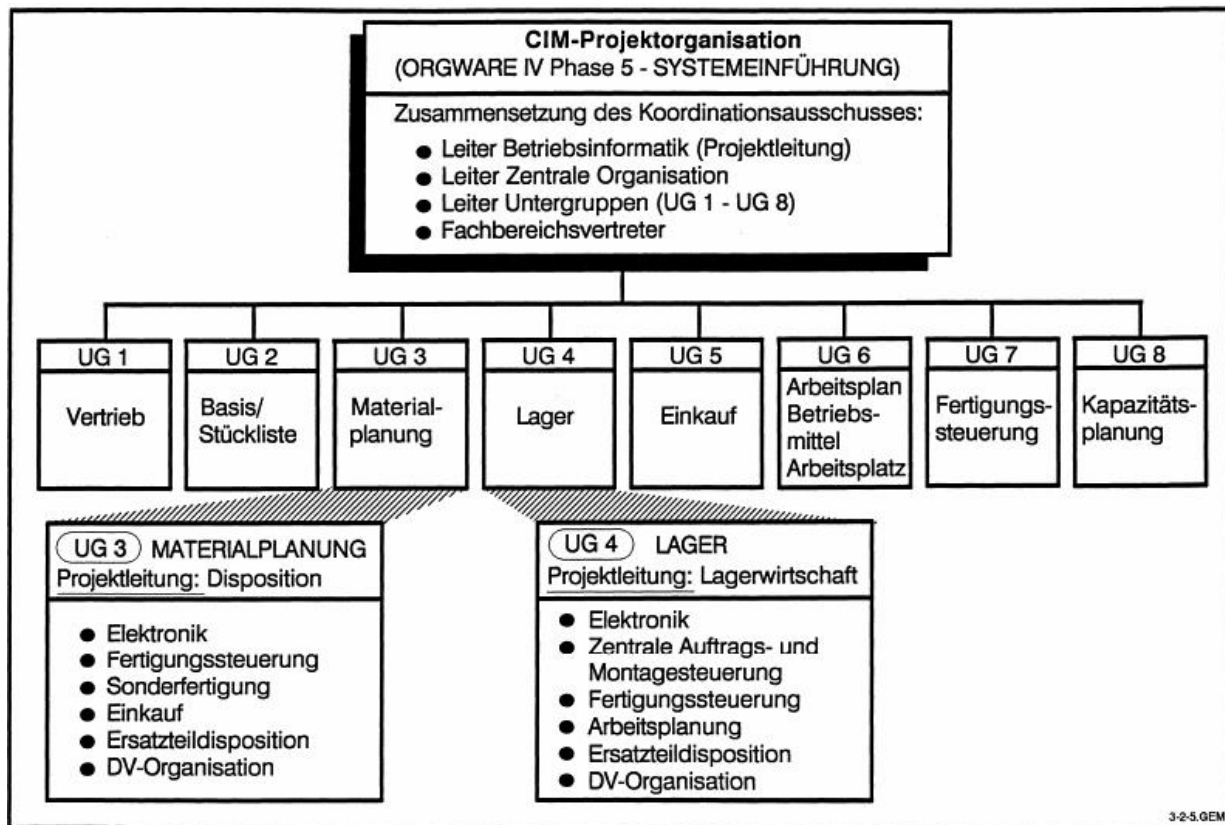 CIM-Projektorganisation
(ORGWARE IV Phase 5 - SYSTEMEINFÜHRUNG)
Zusammensetzung des Koordinationsausschusses:
● Leiter Betriebsinformatik (Projektleitung)
● Leiter Zentrale Organisation
● Leiter Untergruppen (UG 1 - UG 8)
● Fachbereichsvertreter
UG 1
Vertrieb
UG 2
Basis/
Stückliste
UG 3
Material-
planung
UG 4
Lager
UG 5
Einkauf
UG 6
Arbeitsplan
Betriebs-
mittel
Arbeitsplatz
UG 7
Fertigungs-
steuerung
UG 8
Kapazitäts-
planung
UG 3 MATERIALPLANUNG
Projektleitung: Disposition
● Elektronik
● Fertigungssteuerung
● Sonderfertigung
● Einkauf
● Ersatzteildisposition
● DV-Organisation
UG 4 LAGER
Projektleitung: Lagerwirtschaft
● Elektronik
● Zentrale Auftrags- und
Montagesteuerung
● Fertigungssteuerung
● Arbeitsplanung
● Ersatzteildisposition
● DV-Organisation
3-2-5.GEM